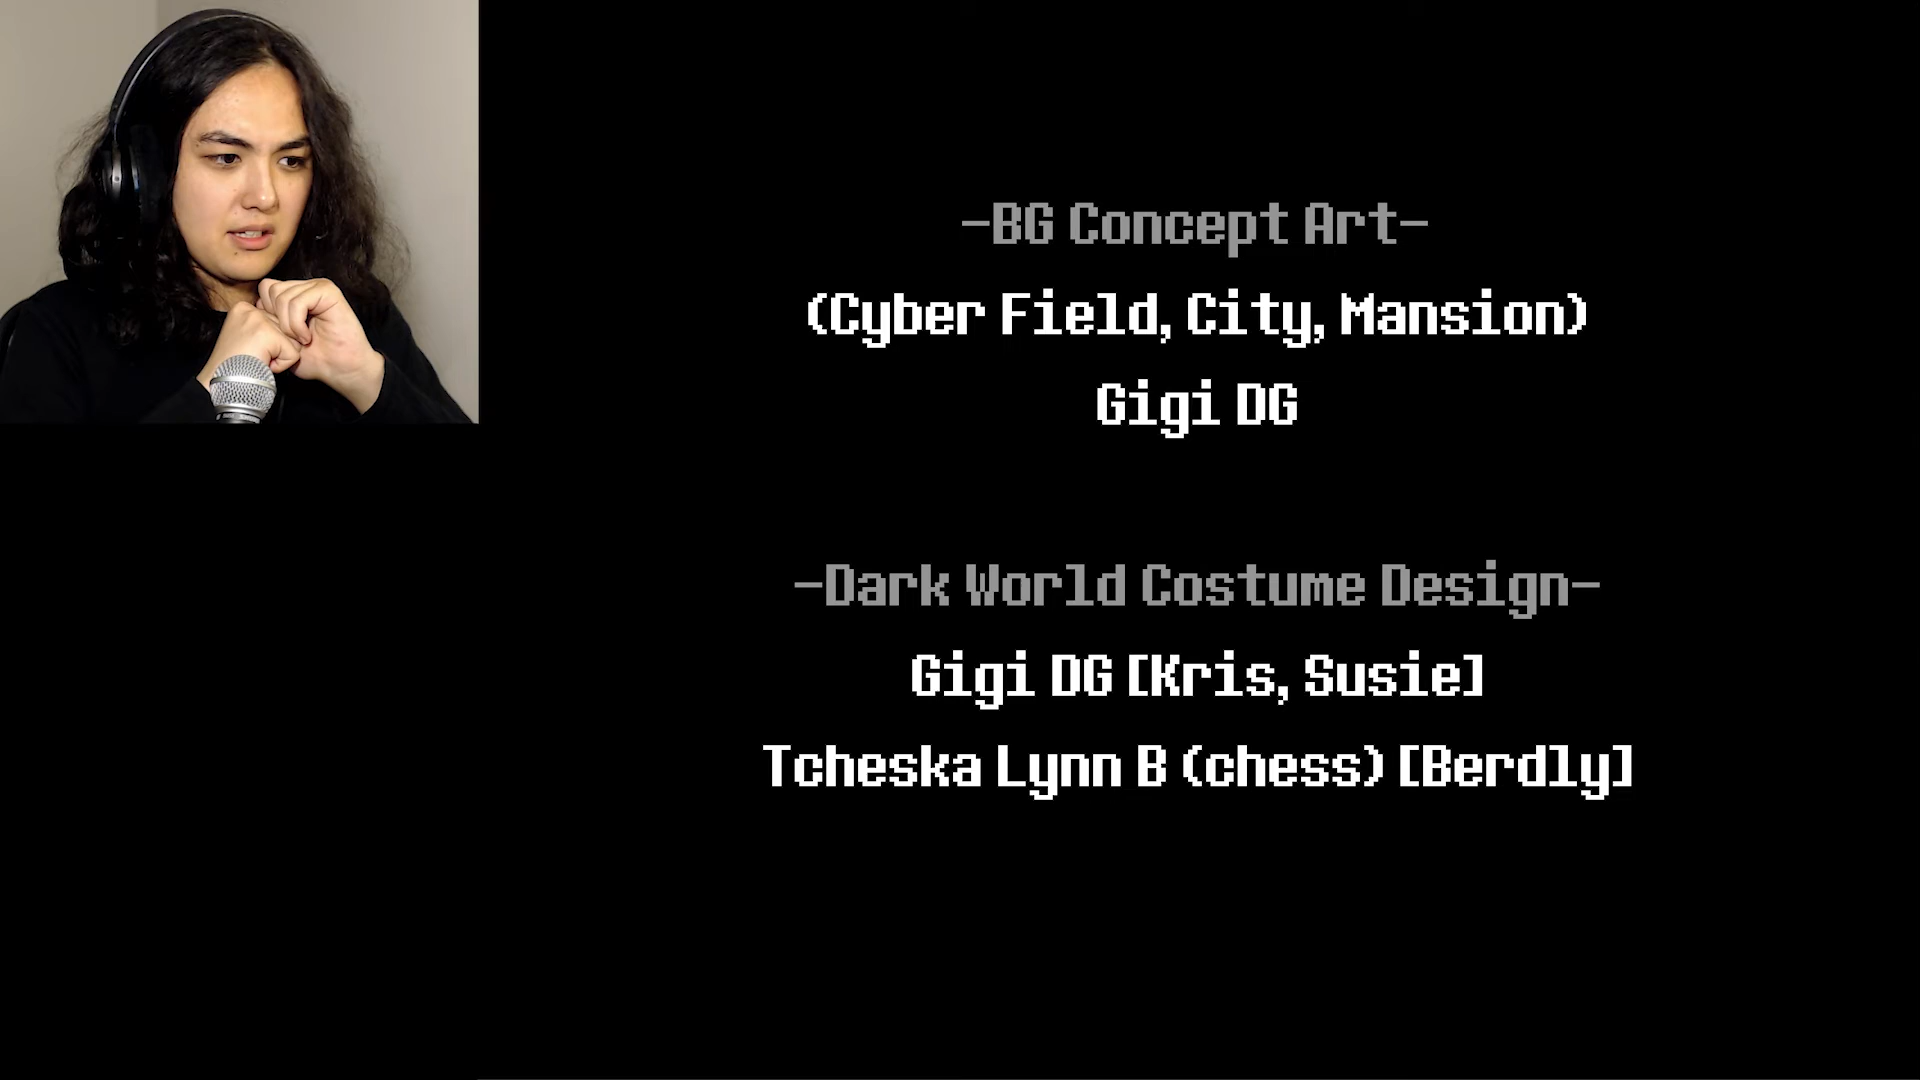 -BG Concept Art-
(Cyber Field, City, Mansion)
Gigi DG
-Dark World Costume Design-
Gigi DG [Kris, Susie]
Tcheska Lynn B (chess) [Berdly]